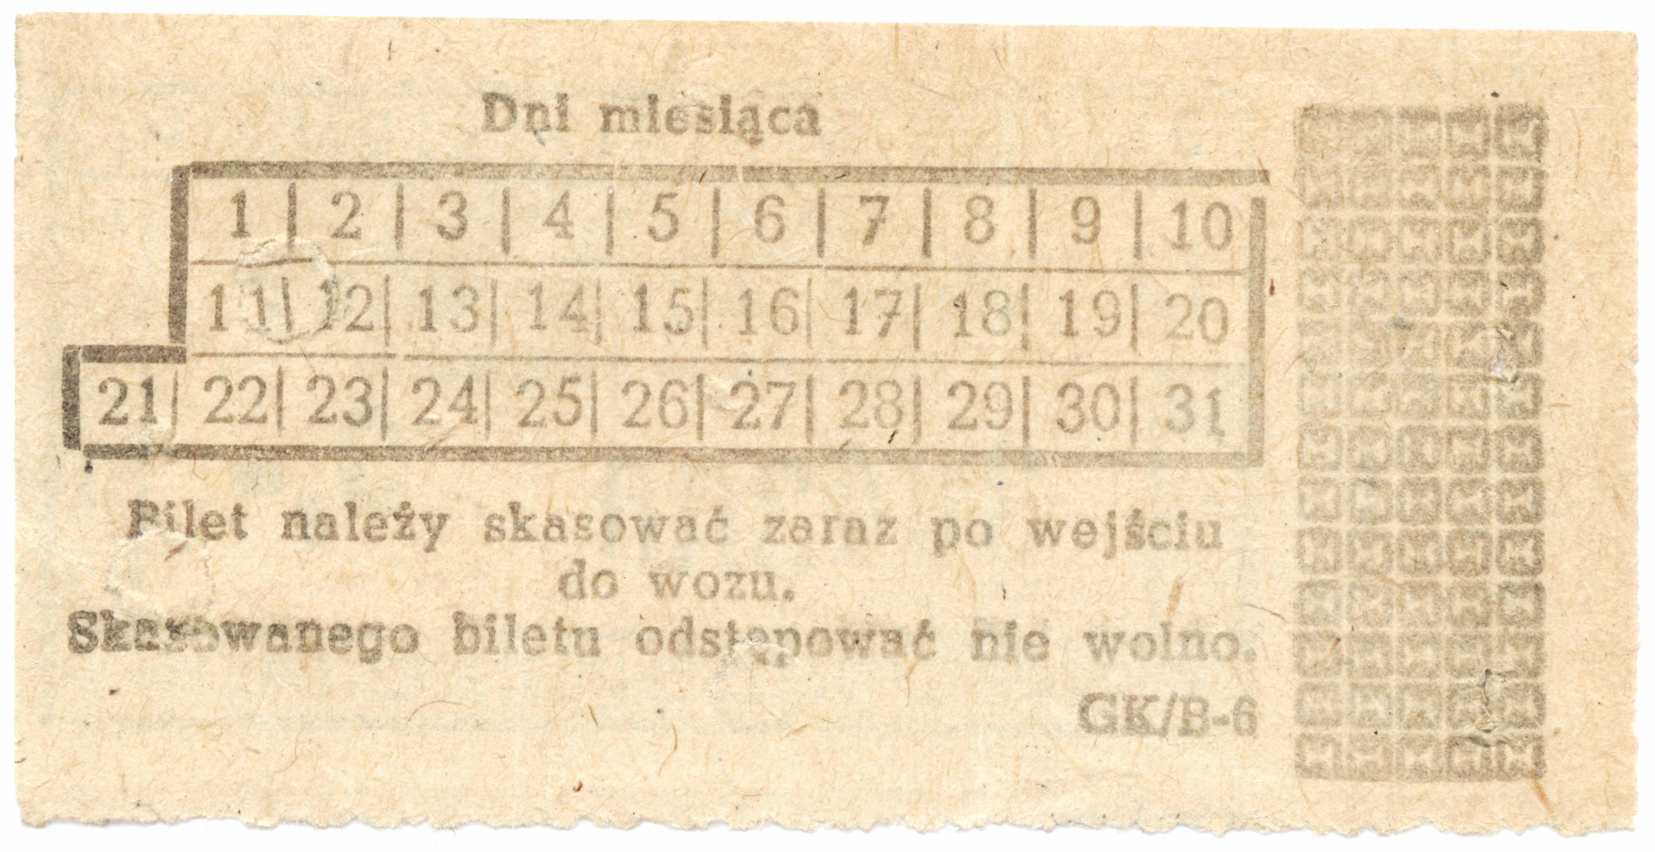 Dni miesiąca
1 | 2 | 3 | 4 | 5 | 6 | 7 | 8 | 9 | 10
11 | 12 | 13 | 14 | 15 | 16 | 17 | 18 | 19 | 20
21 | 22 | 23 | 24 | 25 | 26 | 27 | 28 | 29 | 30 | 31
Bilet należy skasować zaraz po wejściu
do wozu.
Skasowanego biletu odstępować nie wolno.
GK/B-6